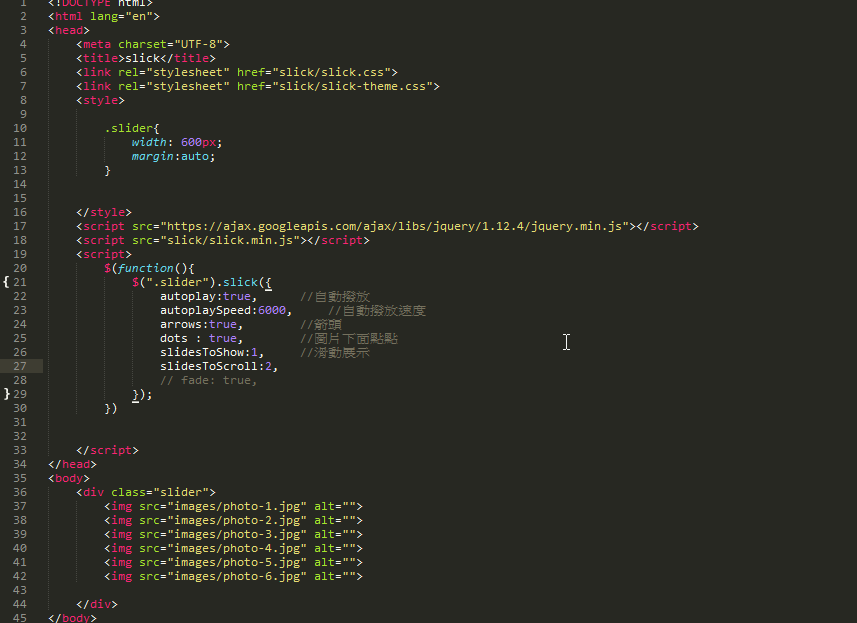 1 <!DOCTYPE html>
2 <html lang="en">
3 <head>
4 <meta charset="UTF-8">
5 <title>slick</title>
6 <link rel="stylesheet" href="slick/slick.css">
7 <link rel="stylesheet" href="slick/slick-theme.css">
8 <style>
9
10 .slider{
11 width: 600px;
12 margin:auto;
13 }
14
15
16 </style>
17 <script src="https://ajax.googleapis.com/ajax/libs/jquery/1.12.4/jquery.min.js"></script>
18 <script src="slick/slick.min.js"></script>
19 <script>
20 $(function(){
{ 21 $(".slider").slick({
22 autoplay:true, //自動撥放
23 autoplaySpeed:6000, //自動撥放速度
24 arrows:true, //箭頭
25 dots : true, //圖片下面點點
26 slidesToShow:1, //滑動展示
27 slidesToScroll:2,
28 // fade: true,
} 29 });
30 })
31
32
33 </script>
34 </head>
35 <body>
36 <div class="slider">
37 <img src="images/photo-1.jpg" alt="">
38 <img src="images/photo-2.jpg" alt="">
39 <img src="images/photo-3.jpg" alt="">
40 <img src="images/photo-4.jpg" alt="">
41 <img src="images/photo-5.jpg" alt="">
42 <img src="images/photo-6.jpg" alt="">
43
44 </div>
45 </body>